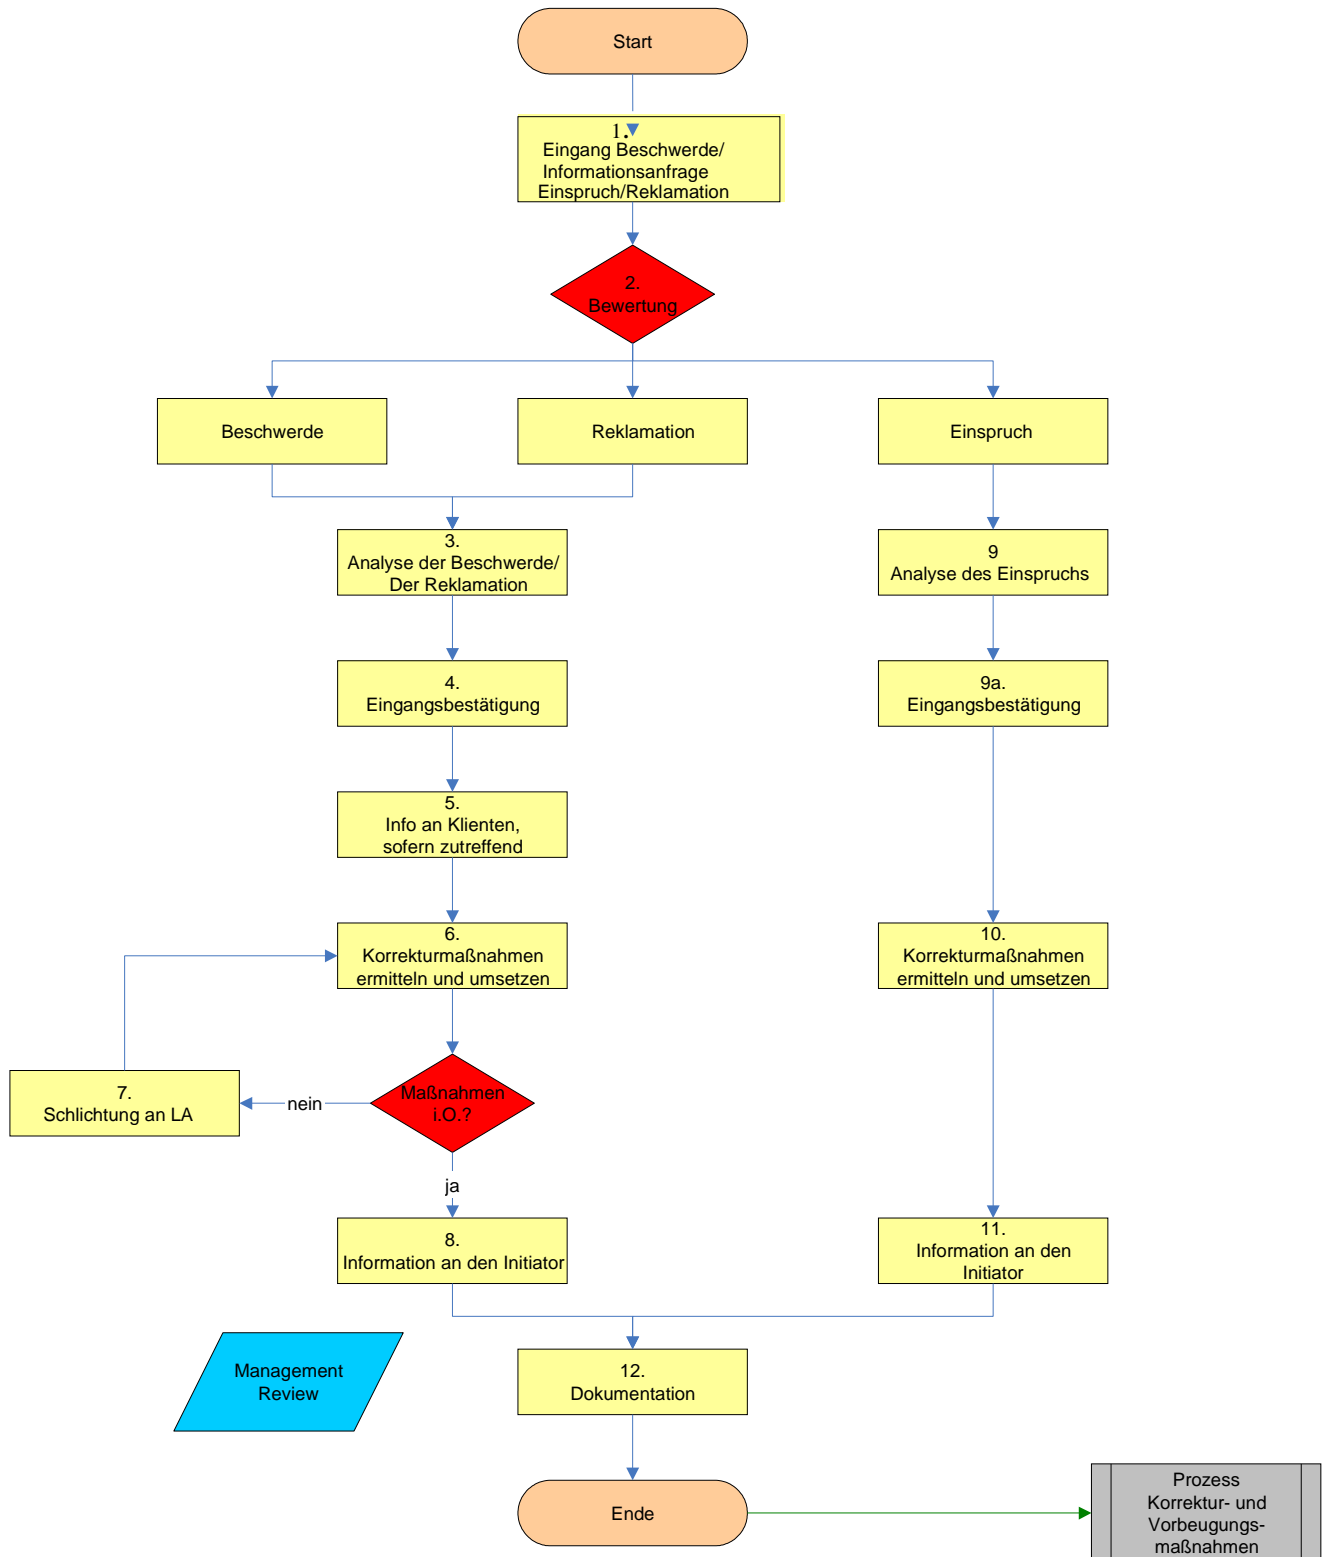 Start
1.
Eingang Beschwerde/
Informationsanfrage
Einspruch/Reklamation
2.
Bewertung
Beschwerde
Reklamation
Einspruch
3.
Analyse der Beschwerde/
Der Reklamation
9
Analyse des Einspruchs
4.
Eingangsbestätigung
9a.
Eingangsbestätigung
5.
Info an Klienten,
sofern zutreffend
6.
Korrekturmaßnahmen
ermitteln und umsetzen
10.
Korrekturmaßnahmen
ermitteln und umsetzen
7.
Schlichtung an LA
nein
Maßnahmen
i.O.?
ja
8.
Information an den Initiator
11.
Information an den
Initiator
Management
Review
12.
Dokumentation
Ende
Prozess
Korrektur- und
Vorbeugungs-
maßnahmen